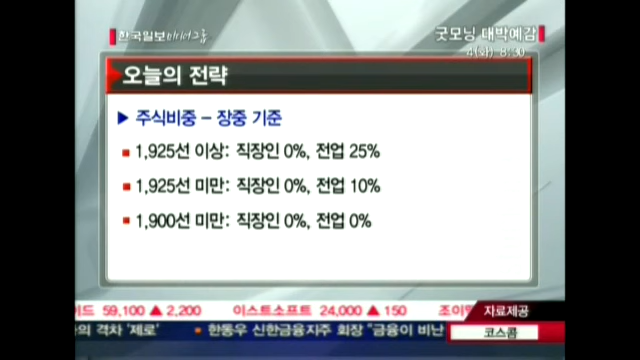 한국일보 미디어그룹
굿모닝 대박예감
4(화) 8:30
오늘의 전략
▶ 주식비중 – 장중 기준
1,925선 이상: 직장인 0%, 전업 25%
1,925선 미만: 직장인 0%, 전업 10%
1,900선 미만: 직장인 0%, 전업 0%
이드 59,100 ▲ 2,200 이스트소프트 24,000 ▲ 150 조이
자료제공
의 격차 '제로' 한동우 신한금융지주 회장 "금융이 비난
코스콤